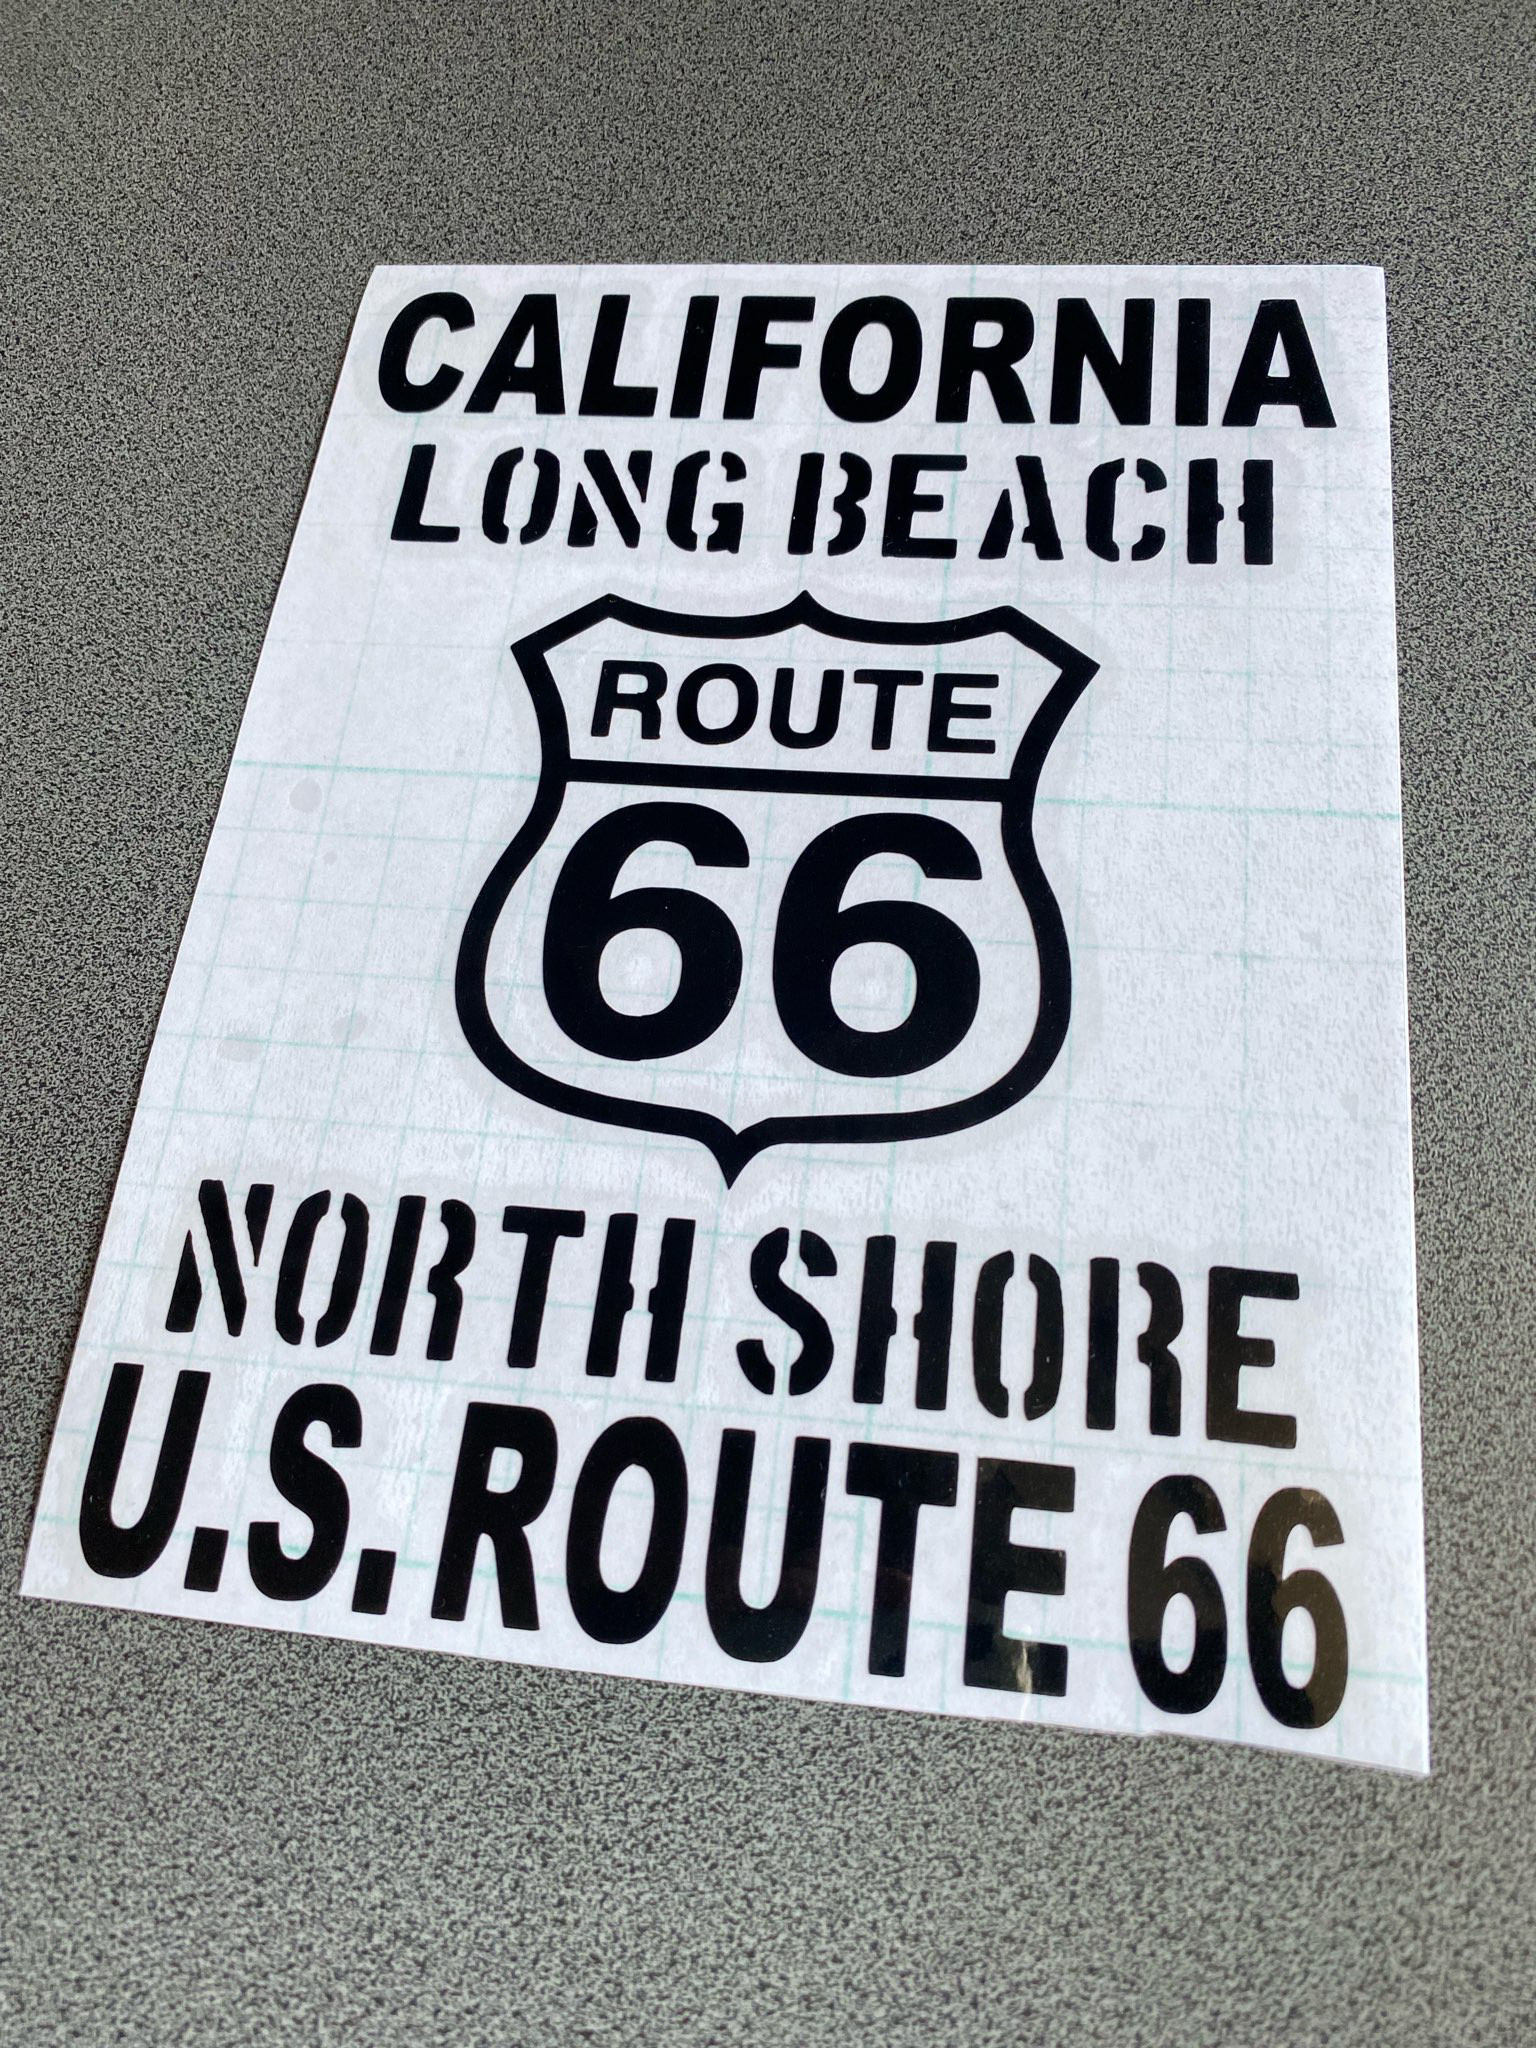 CALIFORNIA
LONG BEACH
ROUTE
66
NORTH SHORE
U.S. ROUTE 66